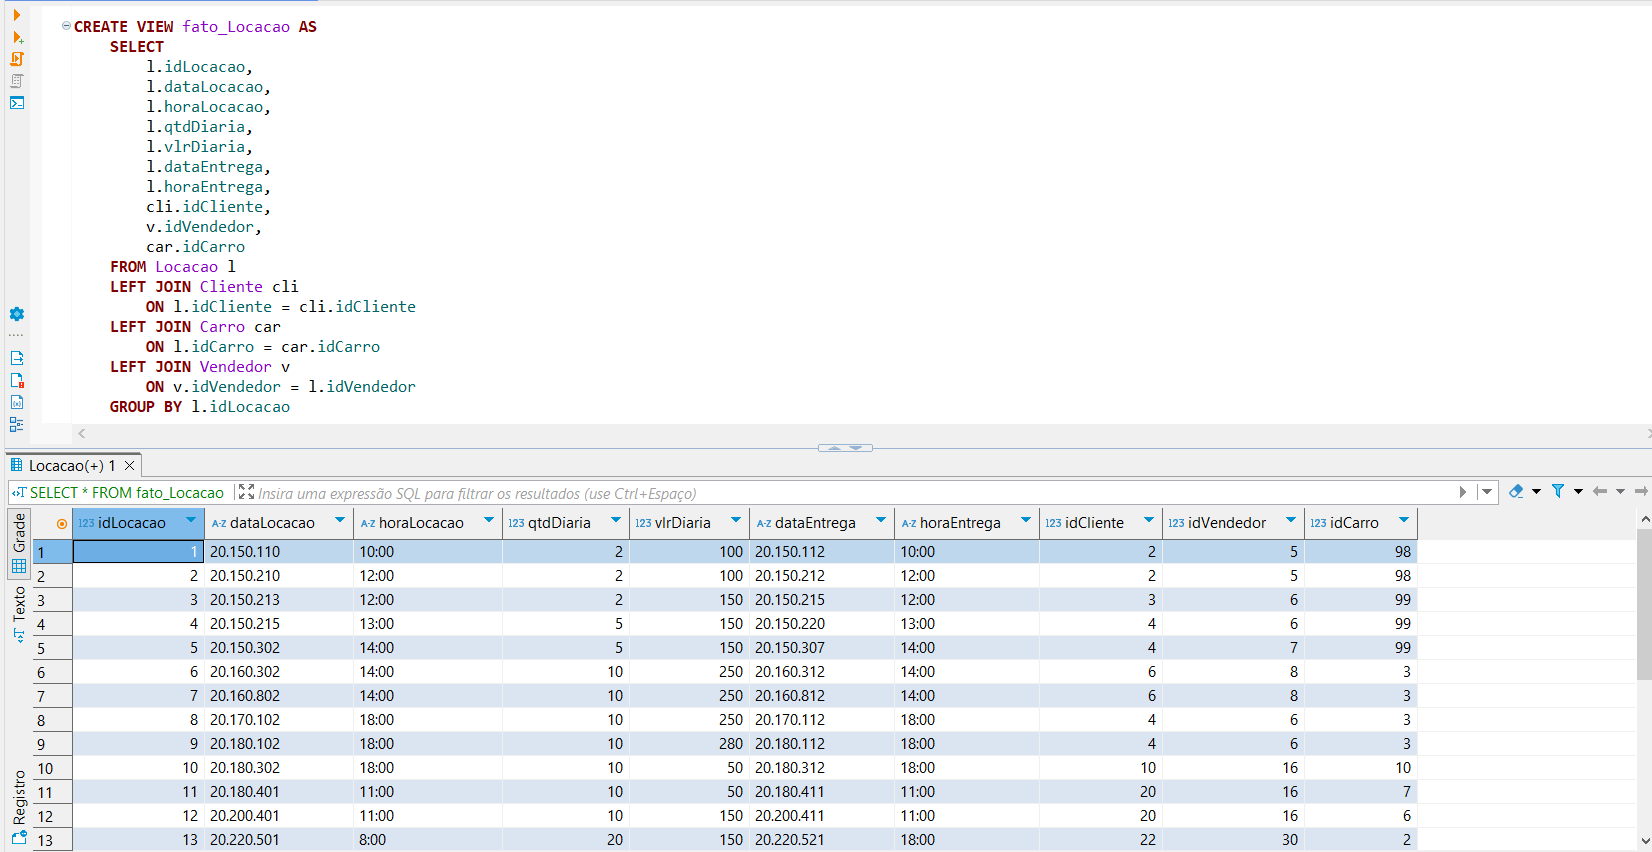 CREATE VIEW fato_Locacao AS
SELECT
l.idLocacao,
l.dataLocacao,
l.horaLocacao,
l.qtdDiaria,
l.vlrDiaria,
l.dataEntrega,
l.horaEntrega,
cli.idCliente,
v.idVendedor,
car.idCarro
FROM Locacao l
LEFT JOIN Cliente cli
ON l.idCliente = cli.idCliente
LEFT JOIN Carro car
ON l.idCarro = car.idCarro
LEFT JOIN Vendedor v
ON v.idVendedor = l.idVendedor
GROUP BY l.idLocacao
Locacao(+) 1
SELECT * FROM fato_Locacao Insira uma expressão SQL para filtrar os resultados (use Ctrl+Espaço)
Grade
Texto
Registro
123 idLocacao A-Z dataLocacao A-Z horaLocacao 123 qtdDiaria 123 vlrDiaria A-Z dataEntrega A-Z horaEntrega 123 idCliente 123 idVendedor 123 idCarro
1 1 20.150.110 10:00 2 100 20.150.112 10:00 2 5 98
2 2 20.150.210 12:00 2 100 20.150.212 12:00 2 5 98
3 3 20.150.213 12:00 2 150 20.150.215 12:00 3 6 99
4 4 20.150.215 13:00 5 150 20.150.220 13:00 4 6 99
5 5 20.150.302 14:00 5 150 20.150.307 14:00 4 7 99
6 6 20.160.302 14:00 10 250 20.160.312 14:00 6 8 3
7 7 20.160.802 14:00 10 250 20.160.812 14:00 6 8 3
8 8 20.170.102 18:00 10 250 20.170.112 18:00 4 6 3
9 9 20.180.102 18:00 10 280 20.180.112 18:00 4 6 3
10 10 20.180.302 18:00 10 50 20.180.312 18:00 10 16 10
11 11 20.180.401 11:00 10 50 20.180.411 11:00 20 16 7
12 12 20.200.401 11:00 10 150 20.200.411 11:00 20 16 6
13 13 20.220.501 8:00 20 150 20.220.521 18:00 22 30 2